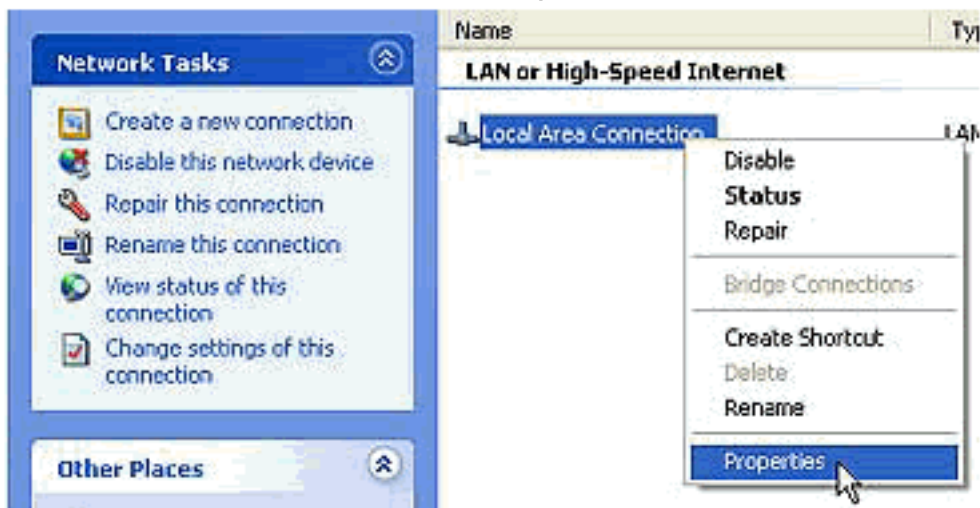 Network Tasks
Create a new connection
Disable this network device
Repair this connection
Rename this connection
View status of this
connection
Change settings of this
connection
Other Places
Name
LAN or High-Speed Internet
Local Area Connection
Disable
Status
Repair
Bridge Connections
Create Shortcut
Delete
Rename
Properties